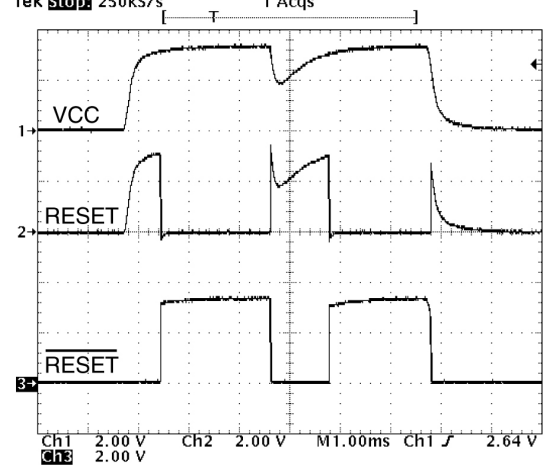 Tek Stop: 250kS/s 1 Acqs
[ T ]
VCC
1
RESET
2
RESET
3
Ch1 2.00 V Ch2 2.00 V M1.00ms Ch1 2.64 V
Ch3 2.00 V